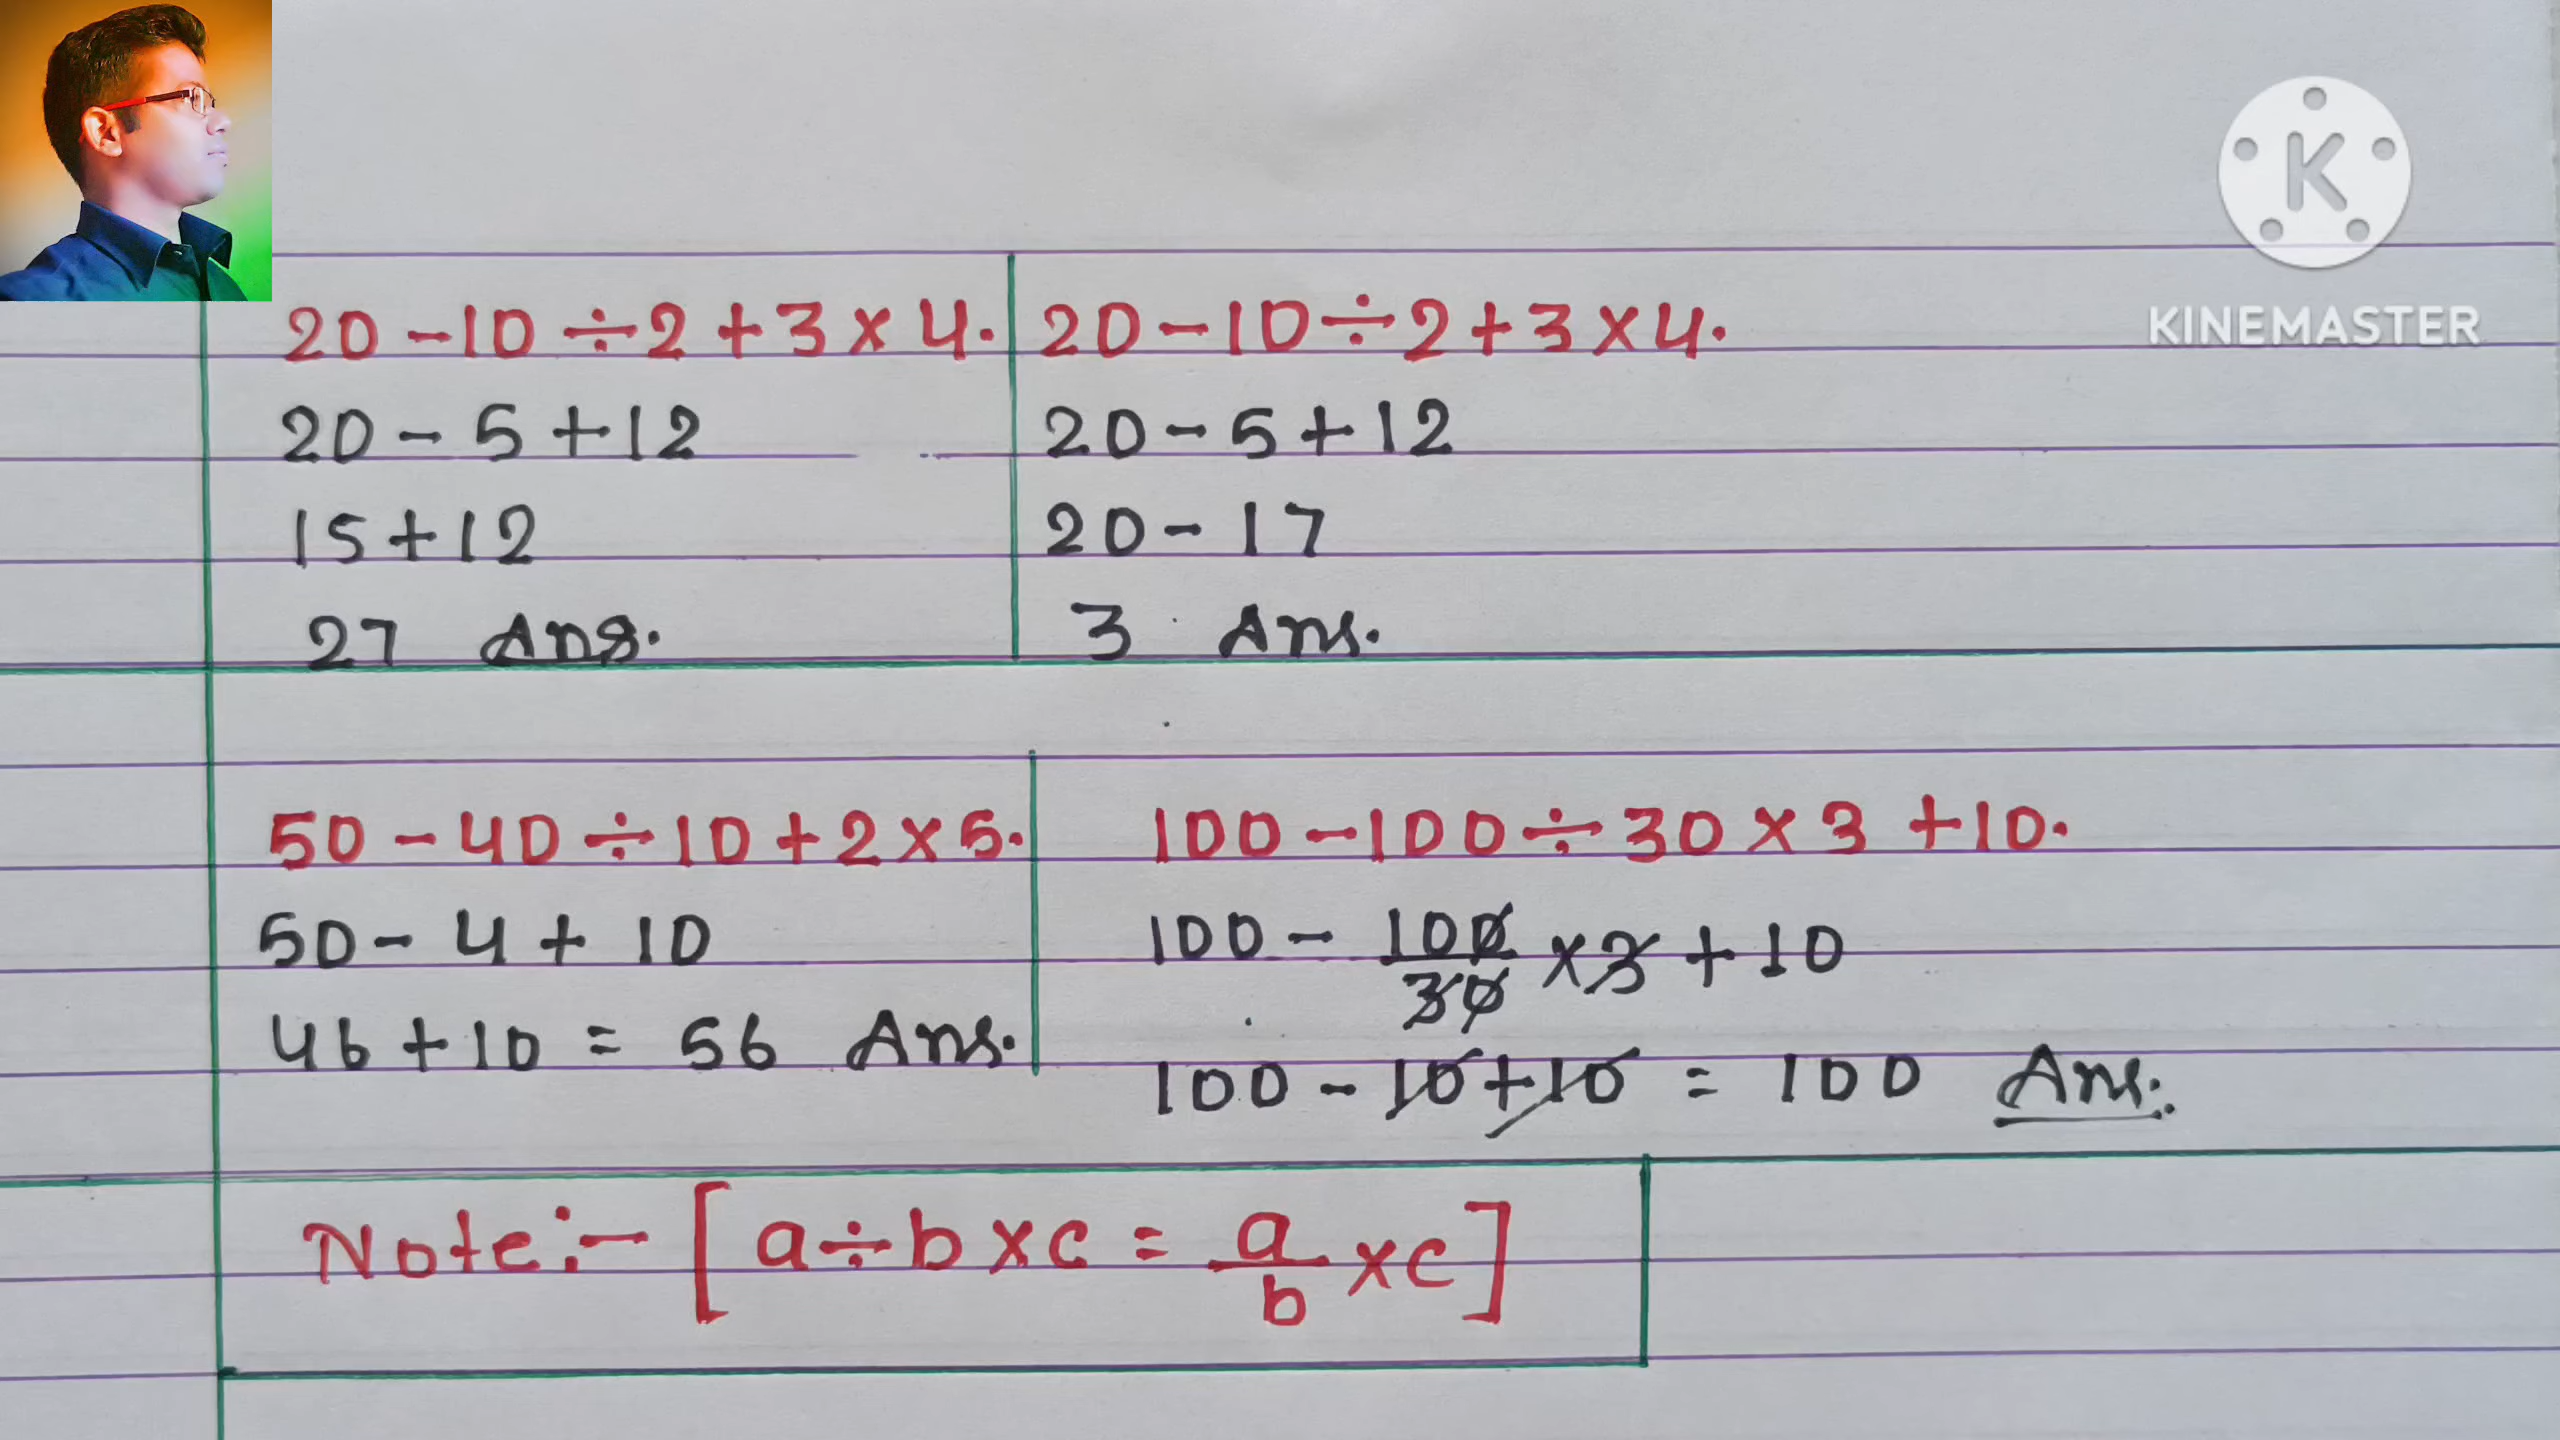 KINEMASTER
20 - 10 ÷ 2 + 3 × 4.
20 - 5 + 12
15 + 12
27 Ans.
20 - 10 ÷ 2 + 3 × 4.
20 - 5 + 12
20 - 17
3 Ans.
50 - 40 ÷ 10 + 2 × 5.
50 - 4 + 10
46 + 10 = 56 Ans.
100 - 100 ÷ 30 × 3 + 10.
100 - 100/30 × 3 + 10
100 - 10 + 10 = 100 Ans.
Note:- [a ÷ b × c = a/b × c]